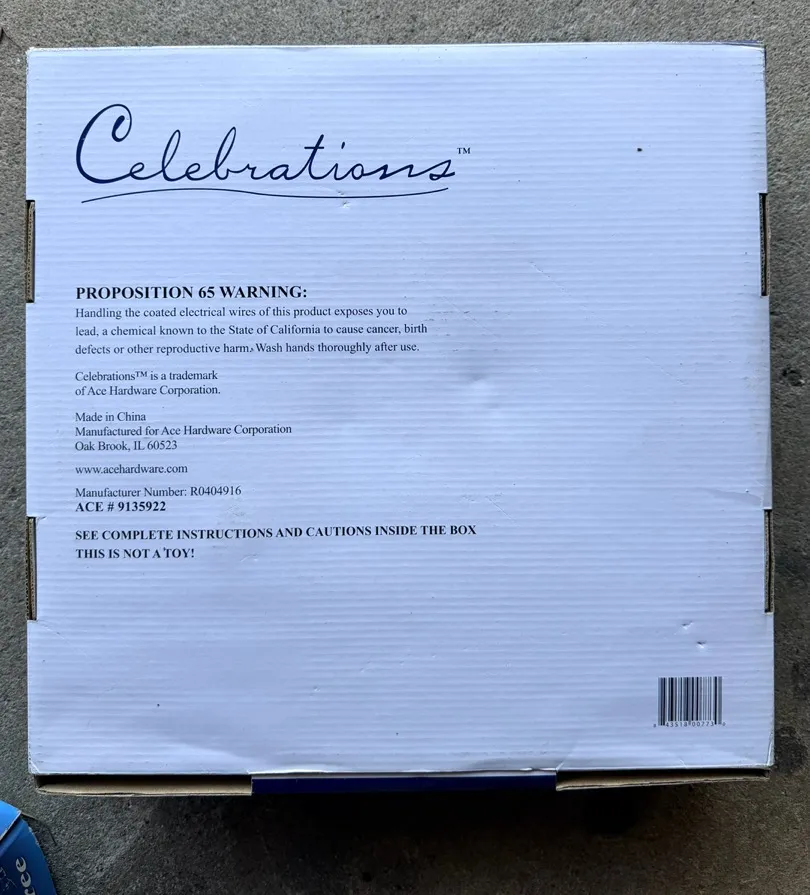 Celebrations™
PROPOSITION 65 WARNING:
Handling the coated electrical wires of this product exposes you to
lead, a chemical known to the State of California to cause cancer, birth
defects or other reproductive harm. Wash hands thoroughly after use.
Celebrations™ is a trademark
of Ace Hardware Corporation.
Made in China
Manufactured for Ace Hardware Corporation
Oak Brook, IL 60523
www.acehardware.com
Manufacturer Number: R0404916
ACE # 9135922
SEE COMPLETE INSTRUCTIONS AND CAUTIONS INSIDE THE BOX
THIS IS NOT A TOY!